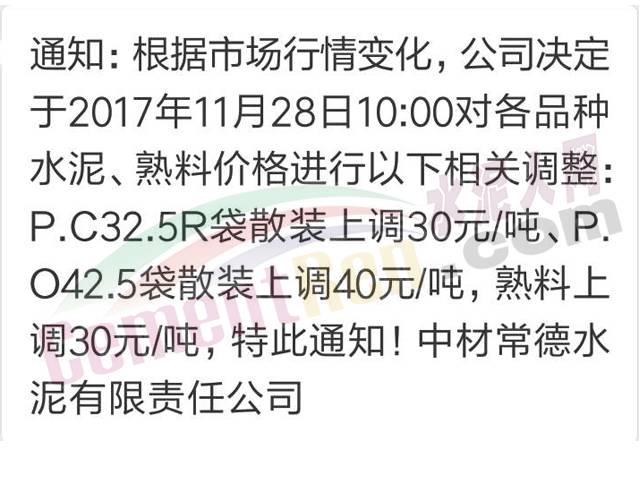 通知：根据市场行情变化，公司决定
于2017年11月28日10:00对各品种
水泥、熟料价格进行以下相关调整：
P.C32.5R袋散装上调30元/吨、P.
O42.5袋散装上调40元/吨，熟料上
调30元/吨，特此通知！中材常德水
泥有限责任公司
水泥人网
CementRen.com